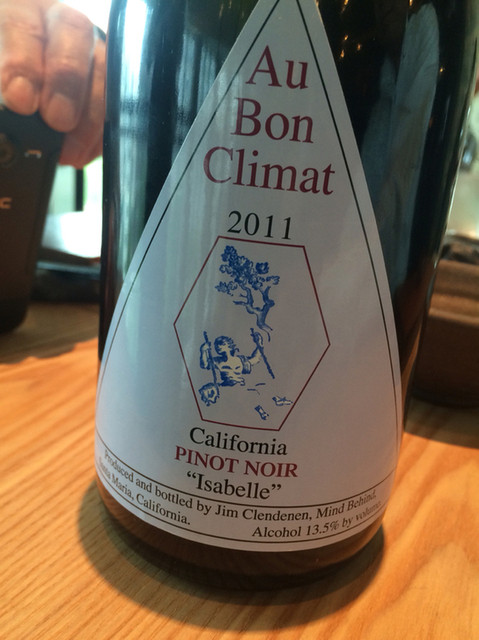 Au
Bon
Climat
2011
California
PINOT NOIR
“Isabelle”
Produced and bottled by Jim Clendenen, Mind Behind,
Santa Maria, California.
Alcohol 13.5% by volume.